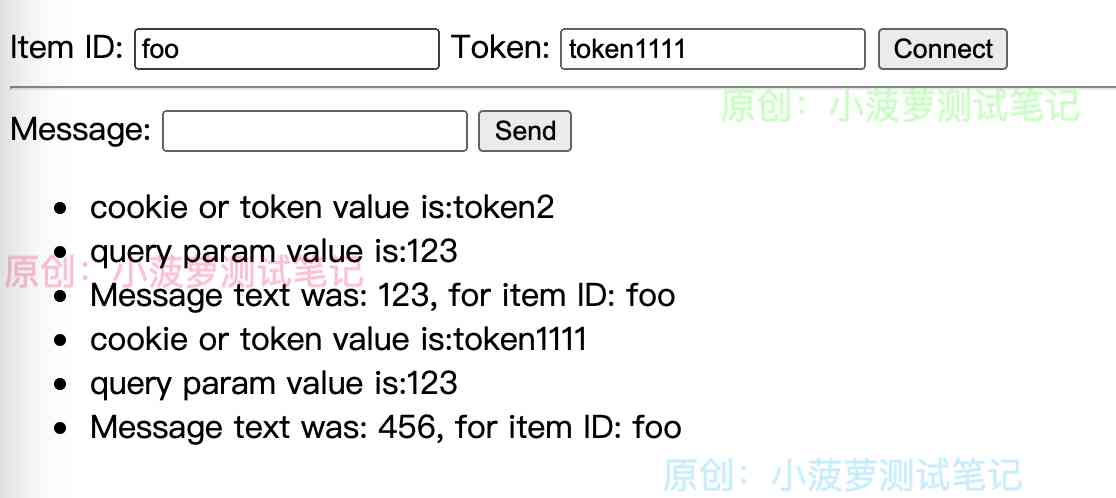 Item ID: foo Token: token1111 Connect
原创：小菠萝测试笔记
Message: Send
cookie or token value is:token2
query param value is:123
原创：小菠萝测试笔记
Message text was: 123, for item ID: foo
cookie or token value is:token1111
query param value is:123
Message text was: 456, for item ID: foo
原创：小菠萝测试笔记